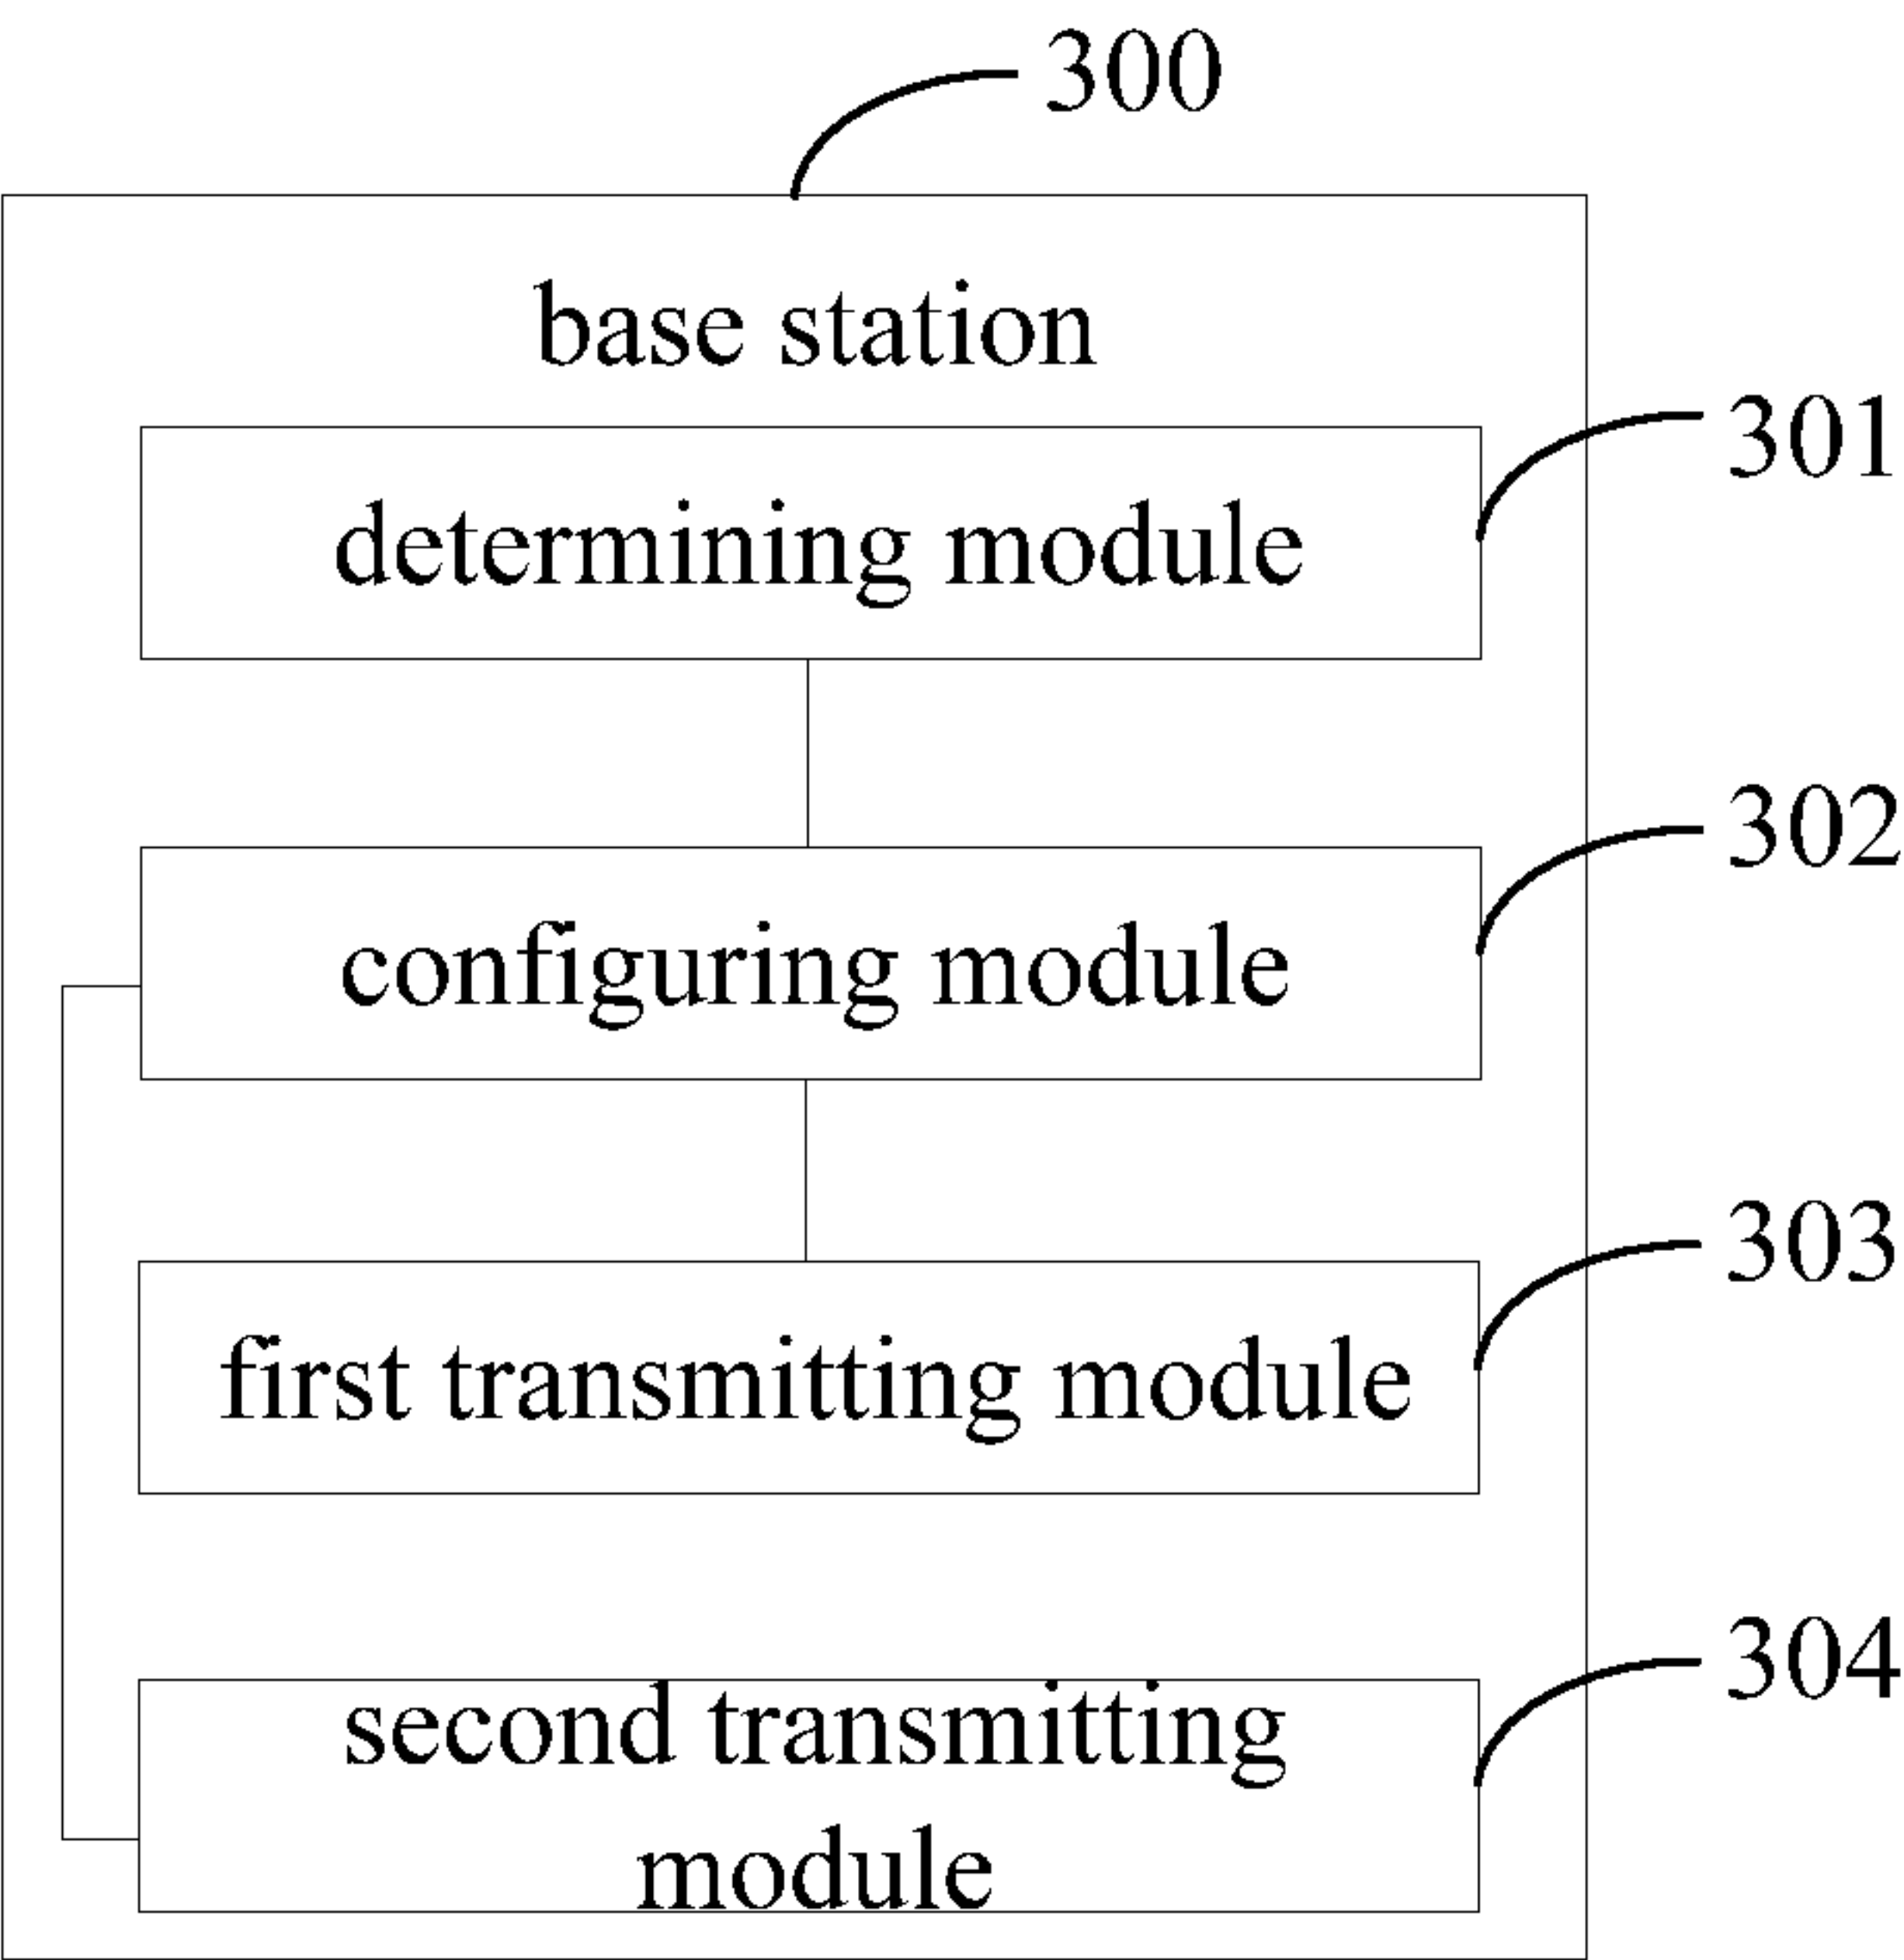 300
base station
301
determining module
302
configuring module
303
first transmitting module
304
second transmitting
module